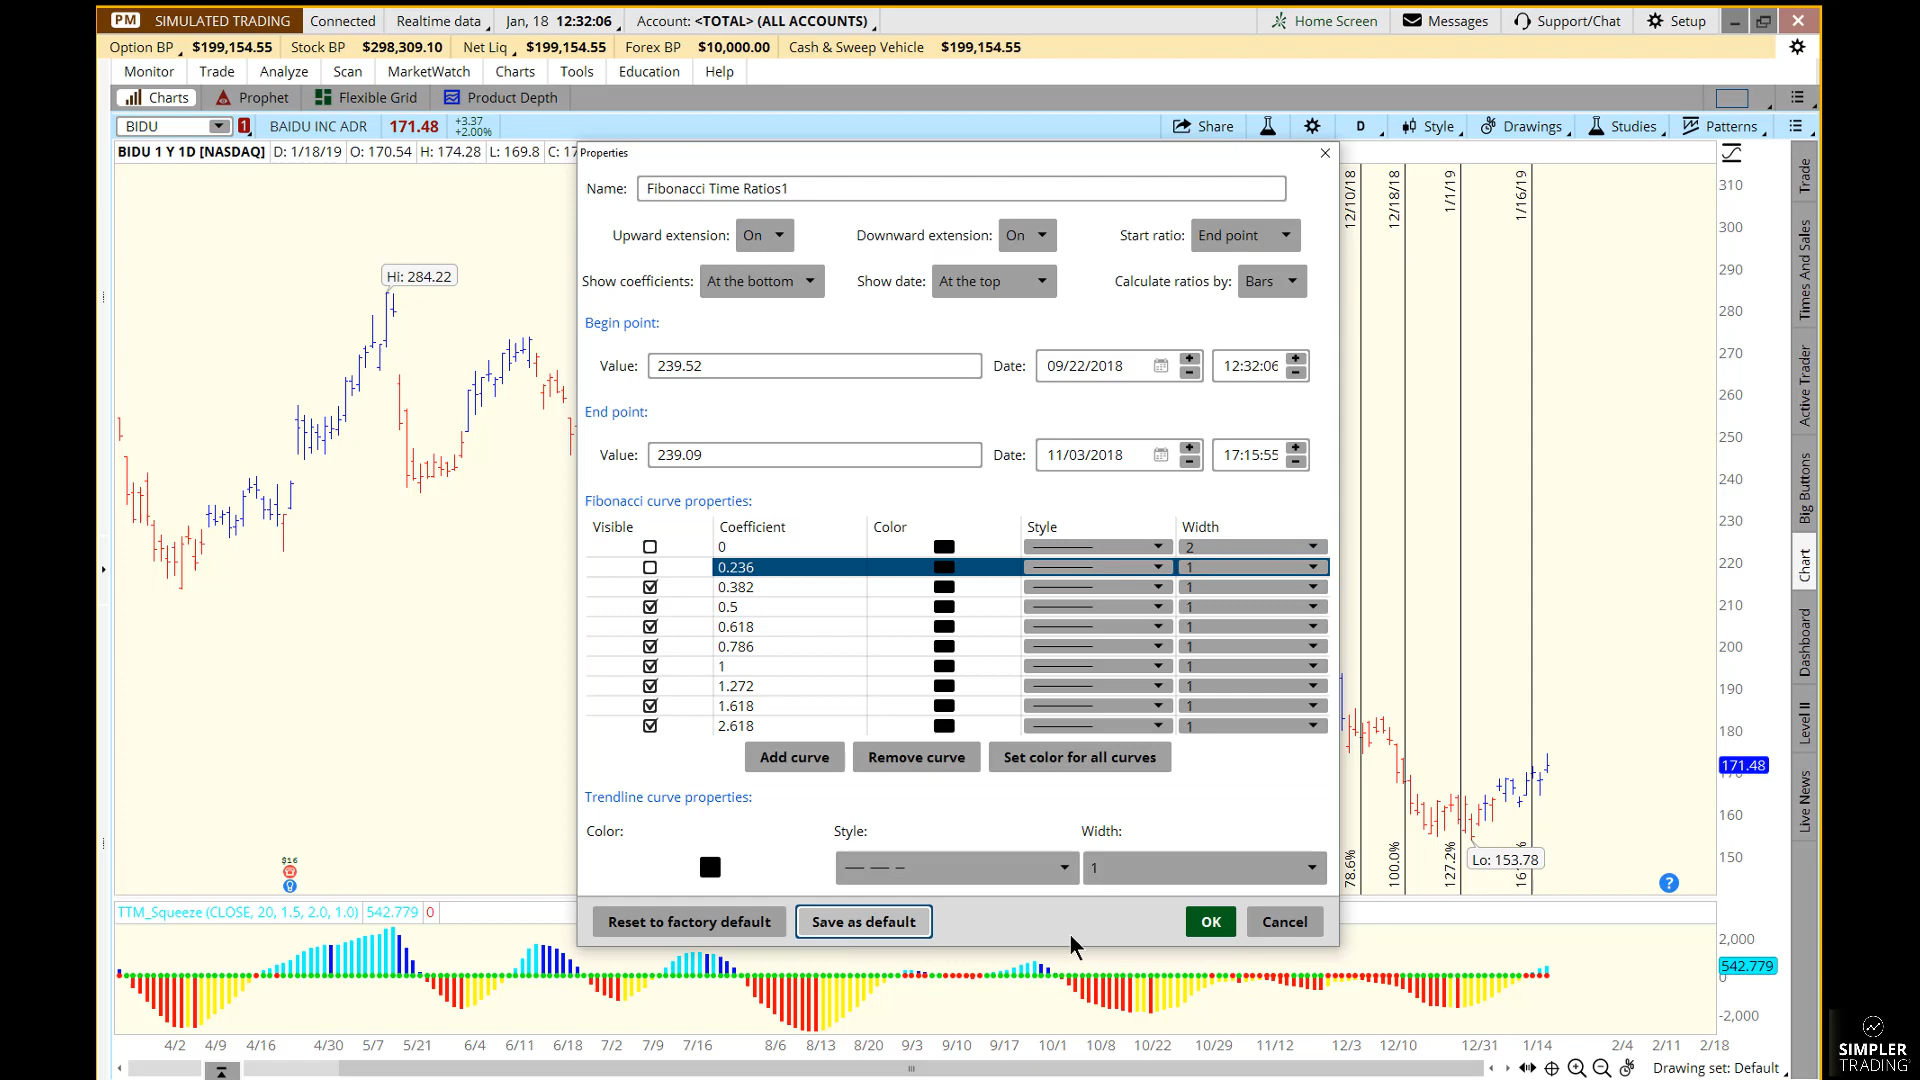 PM SIMULATED TRADING Connected Realtime data Jan, 18 12:32:06 Account: <TOTAL> (ALL ACCOUNTS) Home Screen Messages Support/Chat Setup
Option BP $199,154.55 Stock BP $298,309.10 Net Liq $199,154.55 Forex BP $10,000.00 Cash & Sweep Vehicle $199,154.55
Monitor Trade Analyze Scan MarketWatch Charts Tools Education Help
Charts Prophet Flexible Grid Product Depth
BIDU 1 BAIDU INC ADR 171.48 +3.37 Share D Style Drawings Studies Patterns
+2.00%
BIDU 1 Y 1D [NASDAQ] D: 1/18/19 O: 170.54 H: 174.28 L: 169.8 C: 17
Properties
Name: Fibonacci Time Ratios1
Upward extension: On Downward extension: On Start ratio: End point
Show coefficients: At the bottom Show date: At the top Calculate ratios by: Bars
Begin point:
Value: 239.52 Date: 09/22/2018 12:32:06
End point:
Value: 239.09 Date: 11/03/2018 17:15:55
Fibonacci curve properties:
Visible Coefficient Color Style Width
0 2
0.236 1
0.382 1
0.5 1
0.618 1
0.786 1
1 1
1.272 1
1.618 1
2.618 1
Add curve Remove curve Set color for all curves
Trendline curve properties:
Color: Style: Width:
1
Reset to factory default Save as default OK Cancel
Hi: 284.22
12/10/18
12/18/18
1/1/19
1/16/19
78.6%
100.0%
127.2%
Lo: 153.78
310
300
290
280
270
260
250
240
230
220
210
200
190
180
171.48
160
150
$16
?
Trade
Times And Sales
Active Trader
Big Buttons
Chart
Dashboard
Level II
Live News
TTM_Squeeze (CLOSE, 20, 1.5, 2.0, 1.0) 542.779 0
2,000
542.779
0
-2,000
4/2 4/9 4/16 4/30 5/7 5/21 6/4 6/11 6/18 7/2 7/9 7/16 8/6 8/13 8/20 9/3 9/10 9/17 10/1 10/8 10/22 10/29 11/12 12/3 12/10 12/31 1/14 2/4 2/11 2/18
Drawing set: Default
SIMPLER
TRADING